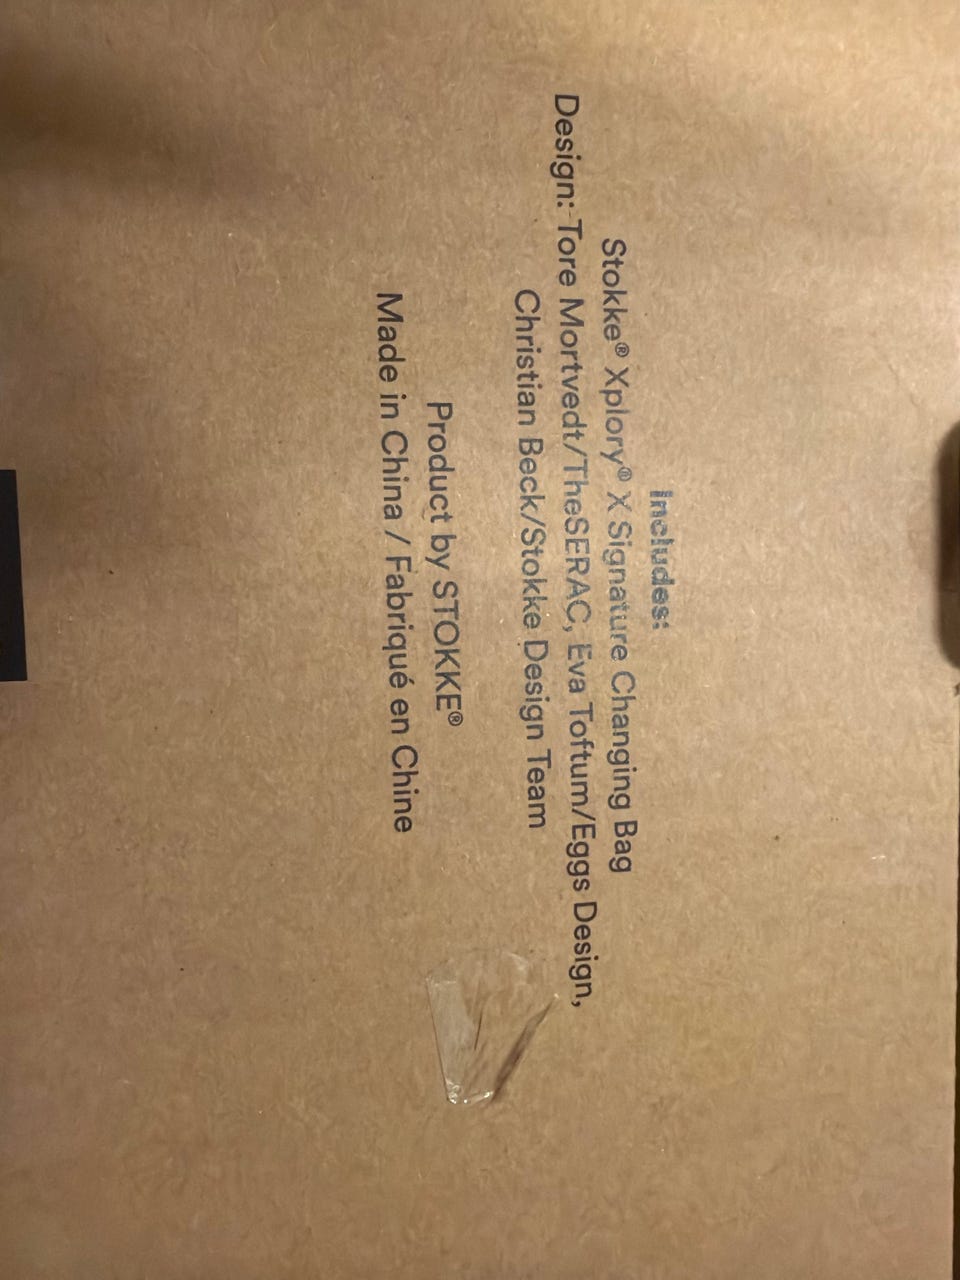 Includes:
Stokke® Xplory® X Signature Changing Bag
Design: Tore Mortvedt/TheSERAC, Eva Toftum/Eggs Design,
Christian Beck/Stokke Design Team
Product by STOKKE®
Made in China / Fabriqué en Chine